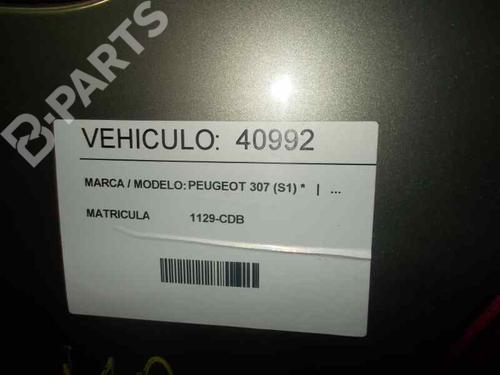 B-PARTS
VEHICULO: 40992
MARCA / MODELO: PEUGEOT 307 (S1) * | ...
MATRICULA 1129-CDB